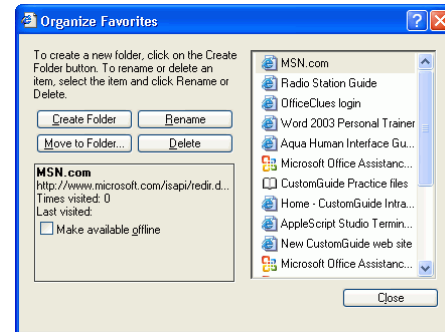 Organize Favorites
To create a new folder, click on the Create
Folder button. To rename or delete an
item, select the item and click Rename or
Delete.
Create Folder
Rename
Move to Folder...
Delete
MSN.com
http://www.microsoft.com/isapi/redir.d...
Times visited: 0
Last visited:
Make available offline
MSN.com
Radio Station Guide
OfficeClues login
Word 2003 Personal Trainer
Aqua Human Interface Gu...
Microsoft Office Assistanc...
CustomGuide Practice files
Home - CustomGuide Intra...
AppleScript Studio Termin...
New CustomGuide web site
Microsoft Office Assistanc...
Close